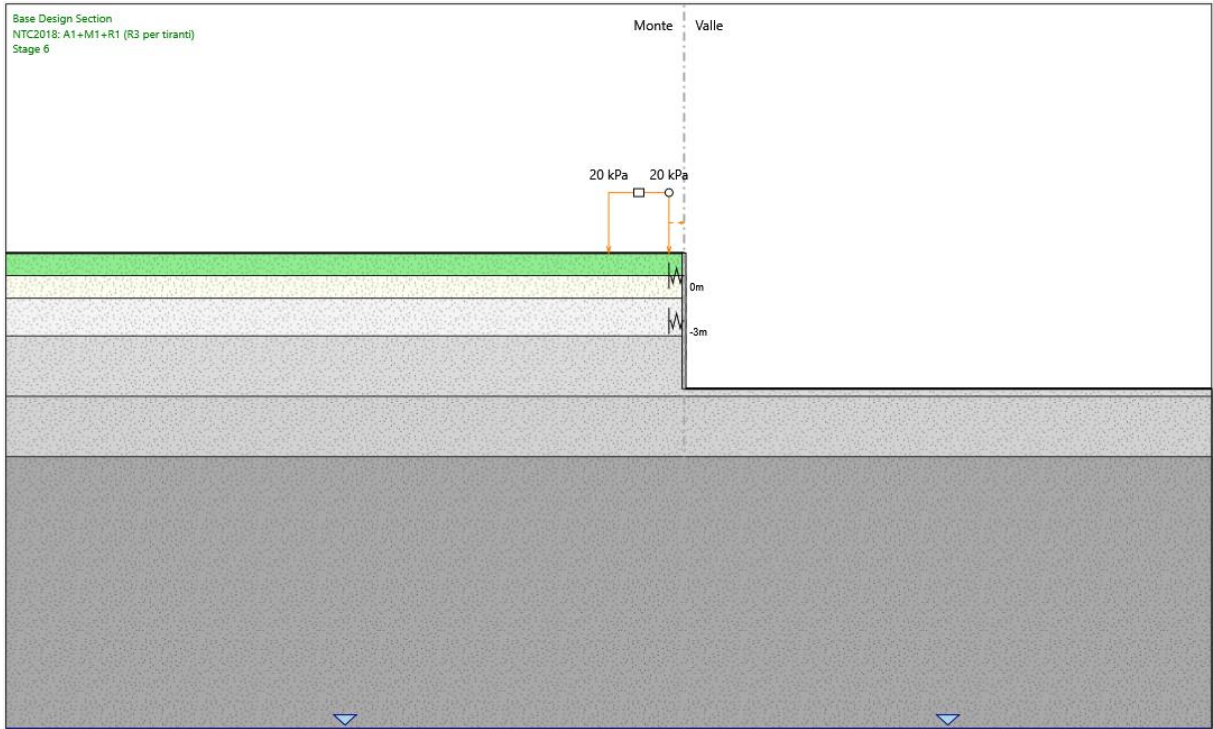 Base Design Section
NTC2018: A1+M1+R1 (R3 per tiranti)
Stage 6
Monte Valle
20 kPa 20 kPa
0m
-3m